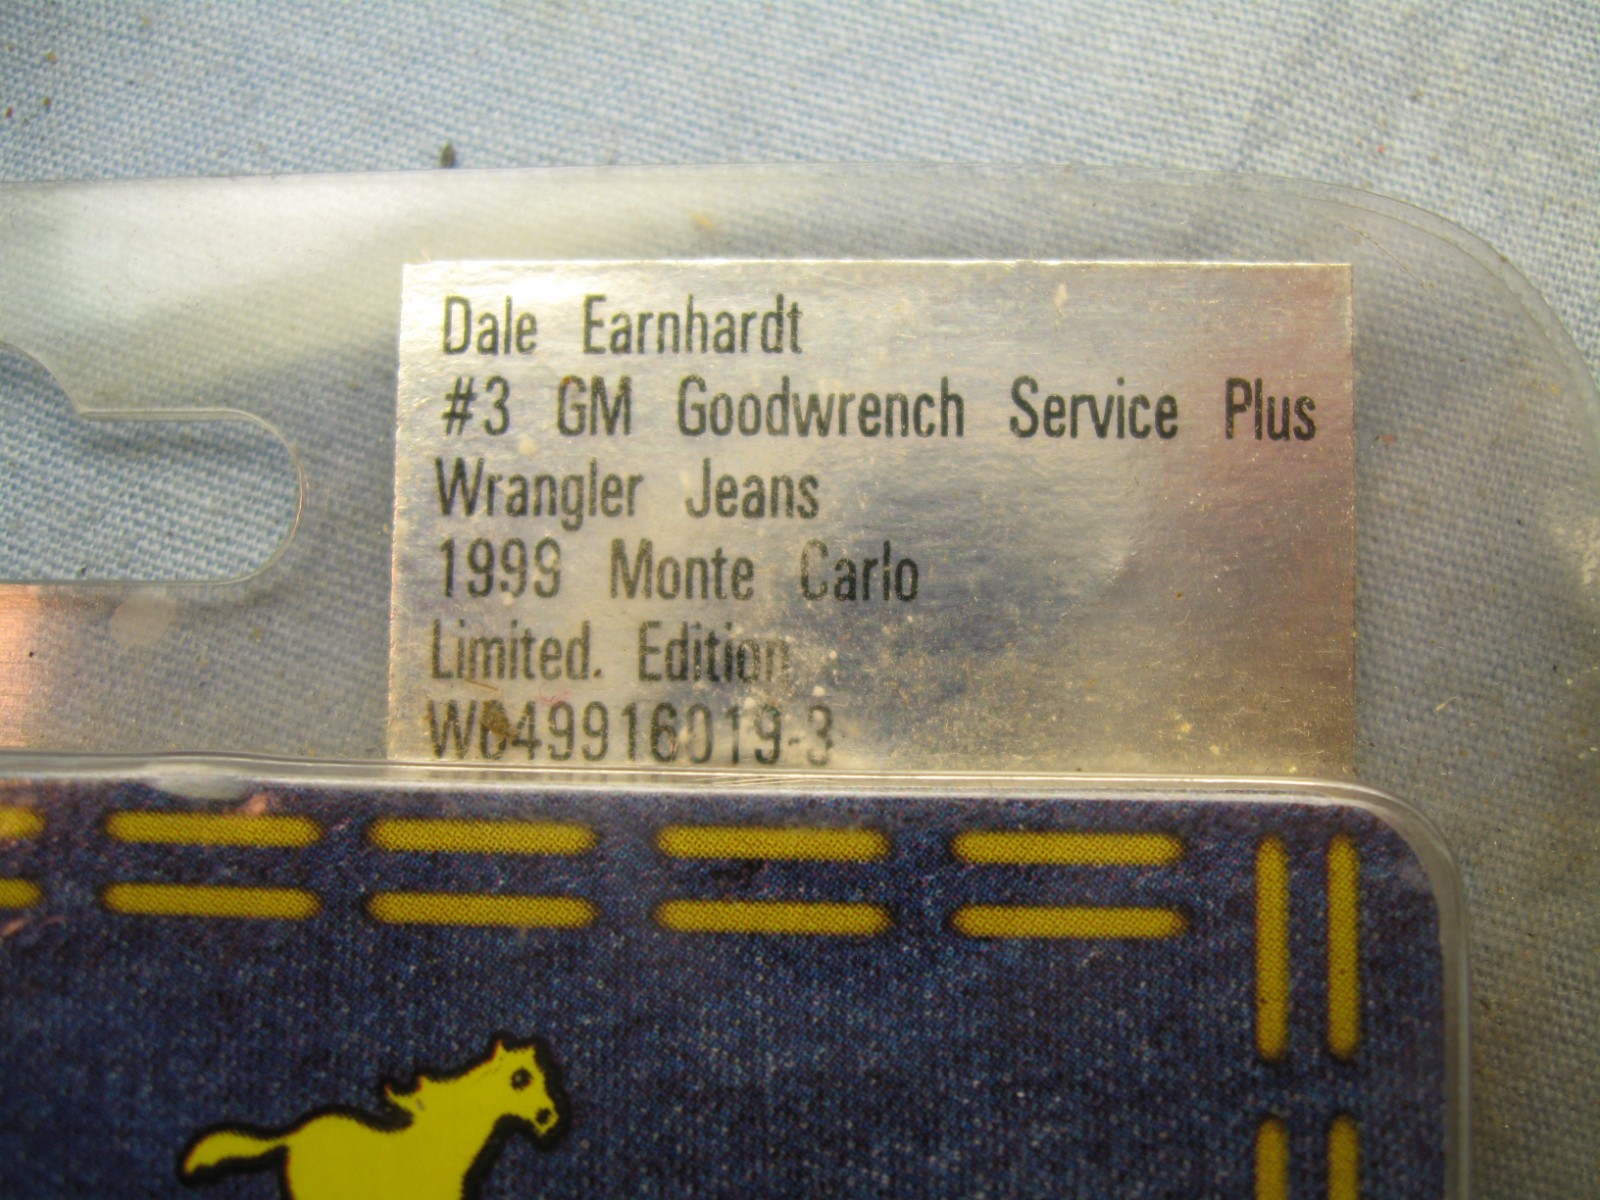 Dale Earnhardt
#3 GM Goodwrench Service Plus
Wrangler Jeans
1999 Monte Carlo
Limited. Edition
W049916019-3